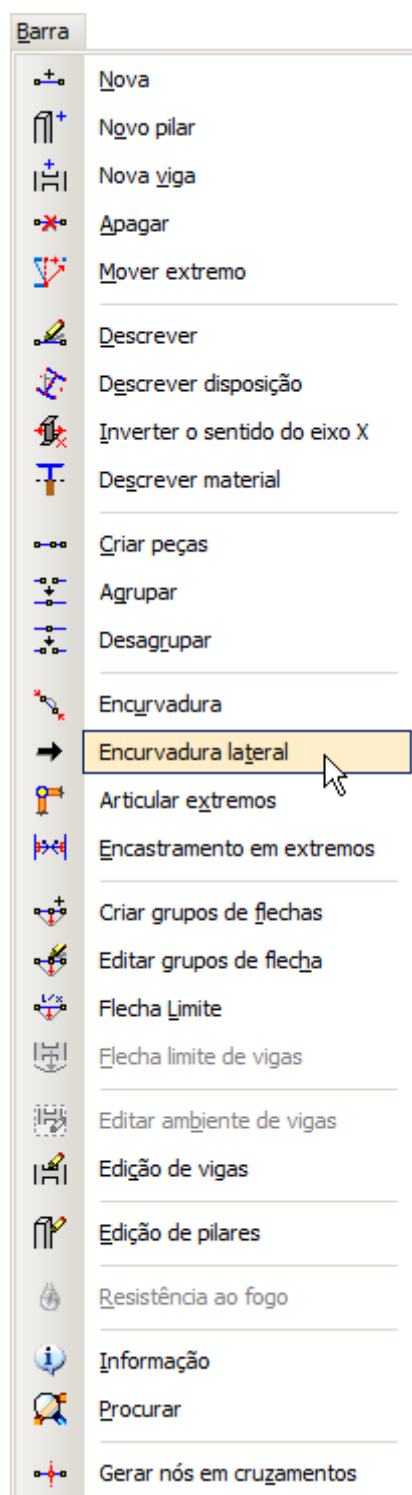 Barra
Nova
Novo pilar
Nova viga
Apagar
Mover extremo
Descrever
Descrever disposição
Inverter o sentido do eixo X
Descrever material
Criar peças
Agrupar
Desagrupar
Encurvadura
Encurvadura lateral
Articular extremos
Encastramento em extremos
Criar grupos de flechas
Editar grupos de flecha
Flecha Limite
Flecha limite de vigas
Editar ambiente de vigas
Edição de vigas
Edição de pilares
Resistência ao fogo
Informação
Procurar
Gerar nós em cruzamentos